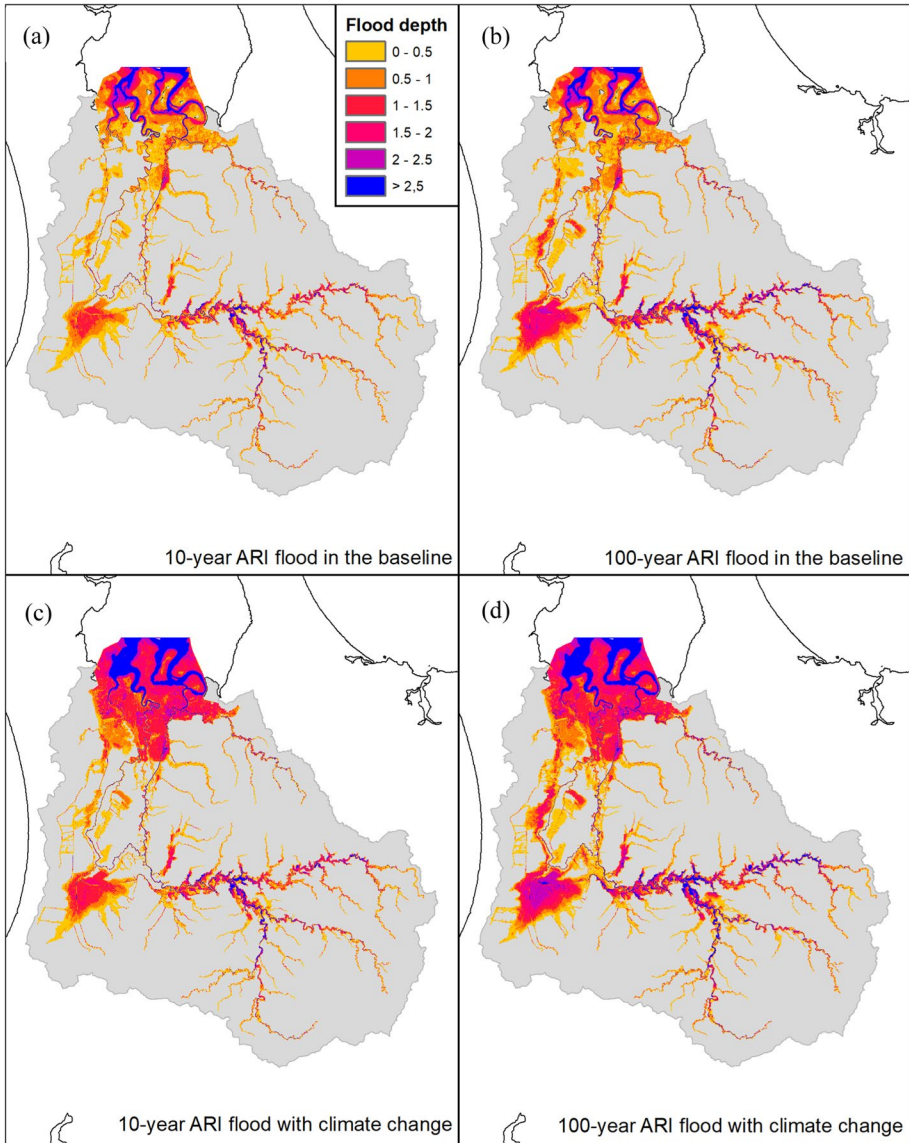 (a)
Flood depth
0 - 0.5
0.5 - 1
1 - 1.5
1.5 - 2
2 - 2.5
> 2,5
10-year ARI flood in the baseline
(b)
100-year ARI flood in the baseline
(c)
10-year ARI flood with climate change
(d)
100-year ARI flood with climate change